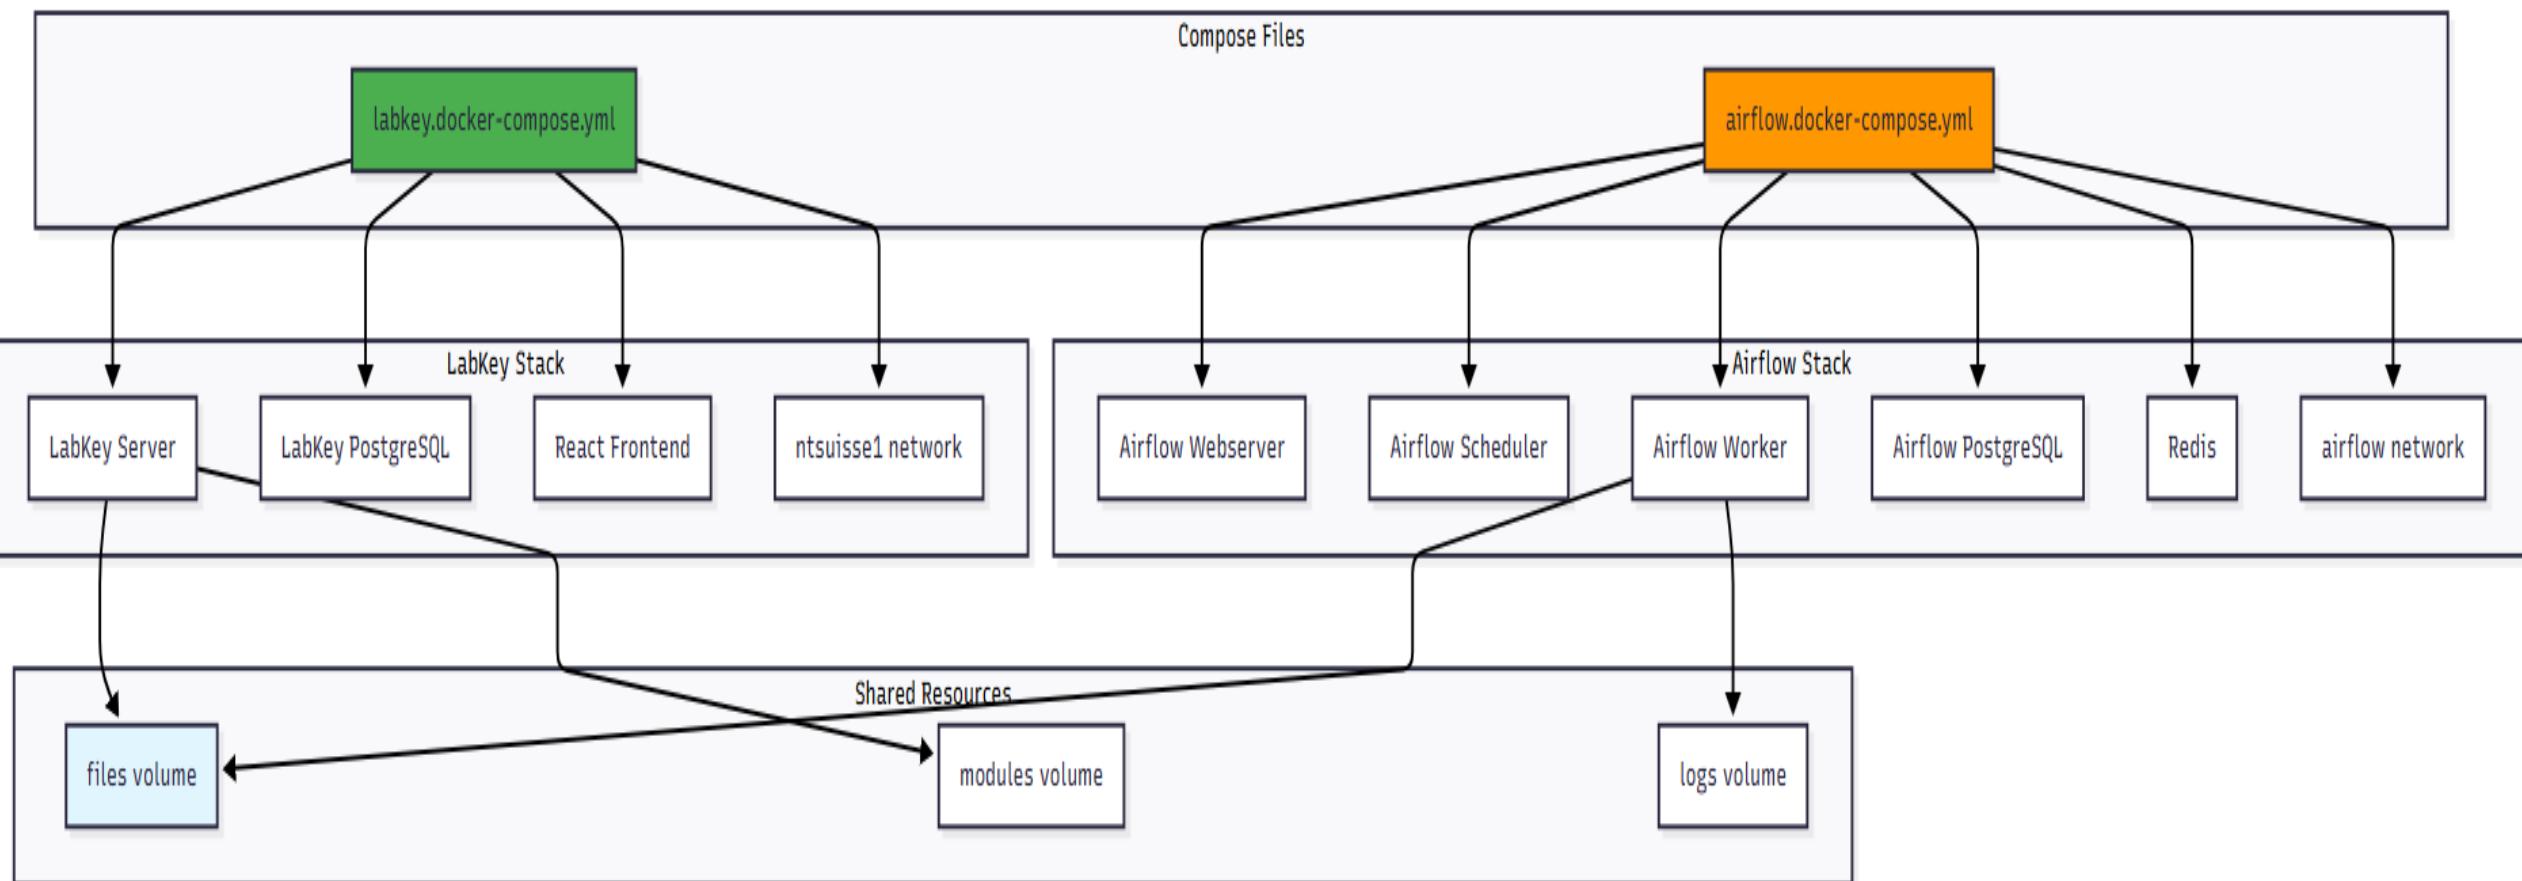 Compose Files
labkey.docker-compose.yml
airflow.docker-compose.yml
LabKey Stack
Airflow Stack
LabKey Server
LabKey PostgreSQL
React Frontend
ntsuisse1 network
Airflow Webserver
Airflow Scheduler
Airflow Worker
Airflow PostgreSQL
Redis
airflow network
Shared Resources
files volume
modules volume
logs volume